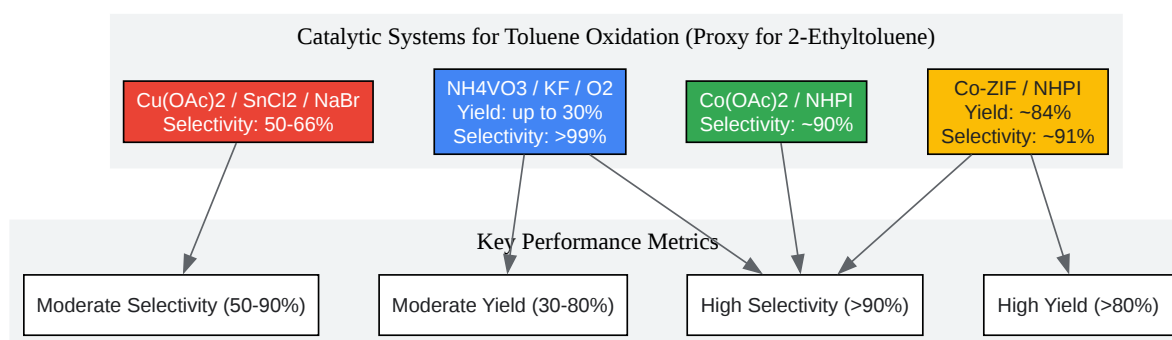 Catalytic Systems for Toluene Oxidation (Proxy for 2-Ethyltoluene)
Cu(OAc)2 / SnCl2 / NaBr
Selectivity: 50-66%
NH4VO3 / KF / O2
Yield: up to 30%
Selectivity: >99%
Co(OAc)2 / NHPI
Selectivity: ~90%
Co-ZIF / NHPI
Yield: ~84%
Selectivity: ~91%
Key Performance Metrics
Moderate Selectivity (50-90%)
Moderate Yield (30-80%)
High Selectivity (>90%)
High Yield (>80%)